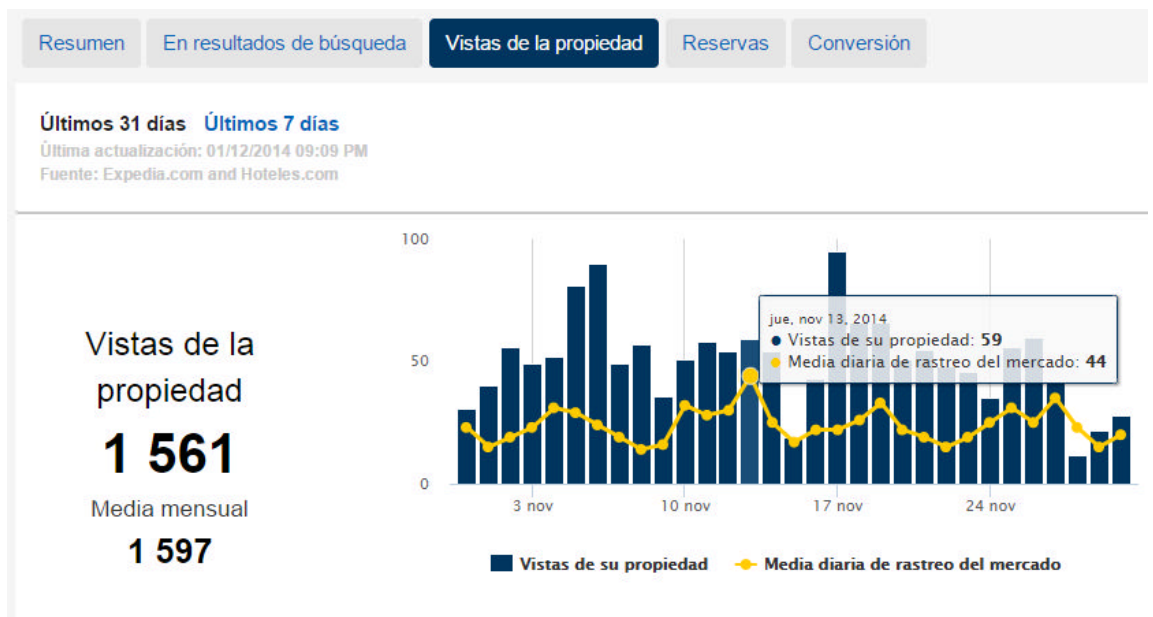 Resumen En resultados de búsqueda Vistas de la propiedad Reservas Conversión
Últimos 31 días Últimos 7 días
Última actualización: 01/12/2014 09:09 PM
Fuente: Expedia.com and Hoteles.com
Vistas de la
propiedad
1 561
Media mensual
1 597
100
50
0
jue, nov 13, 2014
Vistas de su propiedad: 59
Media diaria de rastreo del mercado: 44
3 nov 10 nov 17 nov 24 nov
Vistas de su propiedad Media diaria de rastreo del mercado